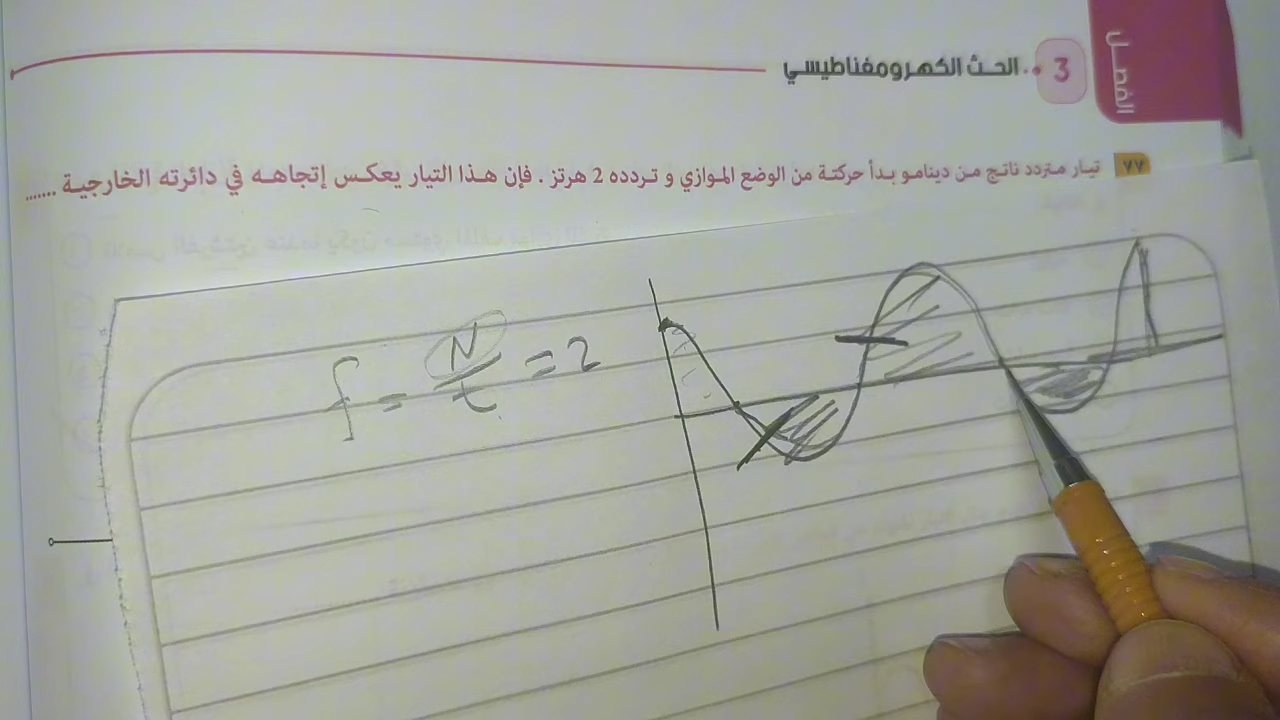 الفصل
3 الحث الكهرومغناطيسي
٧٧ تيار متردد ناتج من دينامو بدأ حركتة من الوضع الموازي و تردده 2 هرتز . فإن هذا التيار يعكس إتجاهه في دائرته الخارجية .......
f = N/t = 2